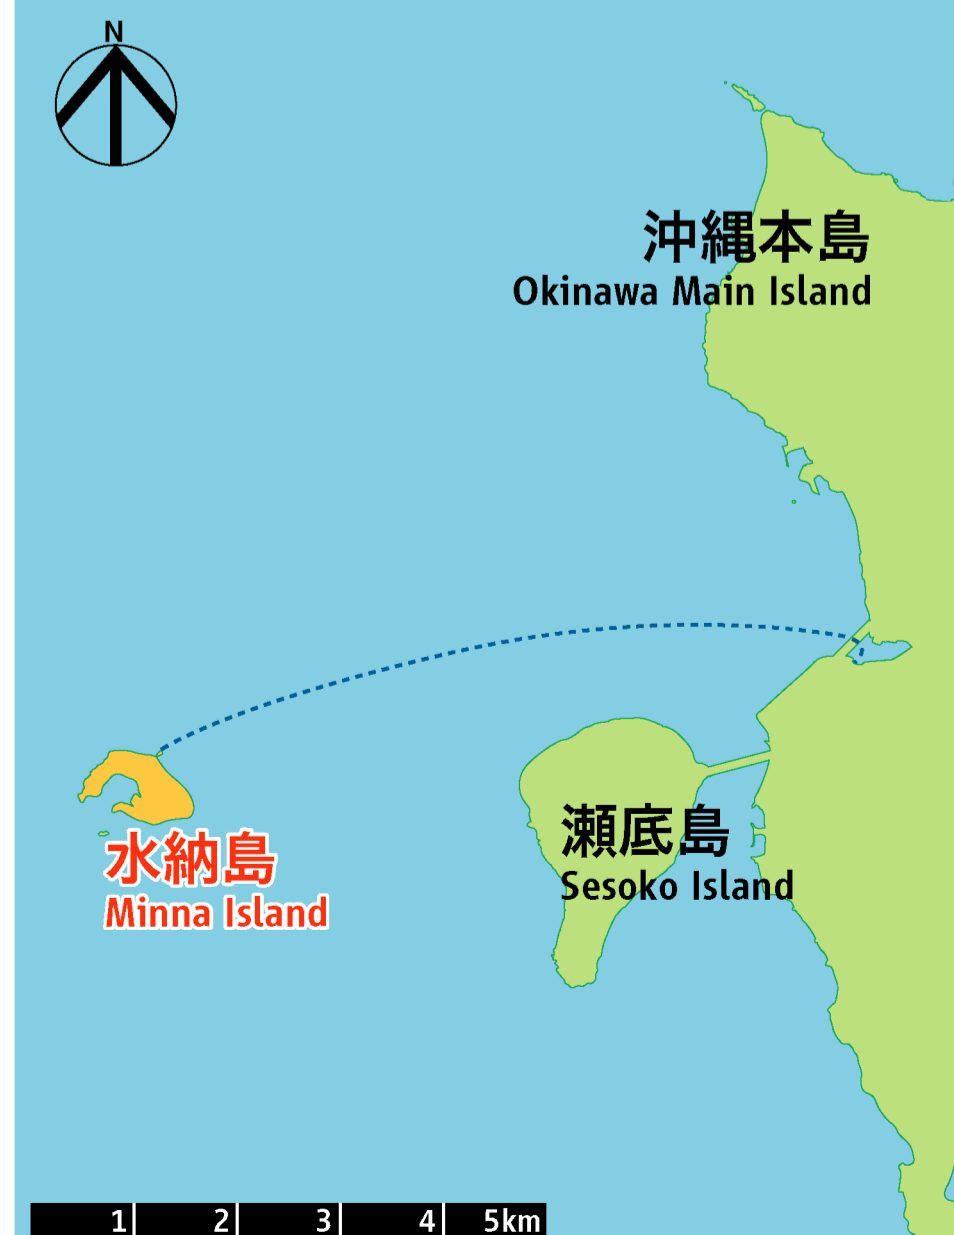 N
沖縄本島
Okinawa Main Island
瀬底島
Sesoko Island
水納島
Minna Island
1 2 3 4 5km